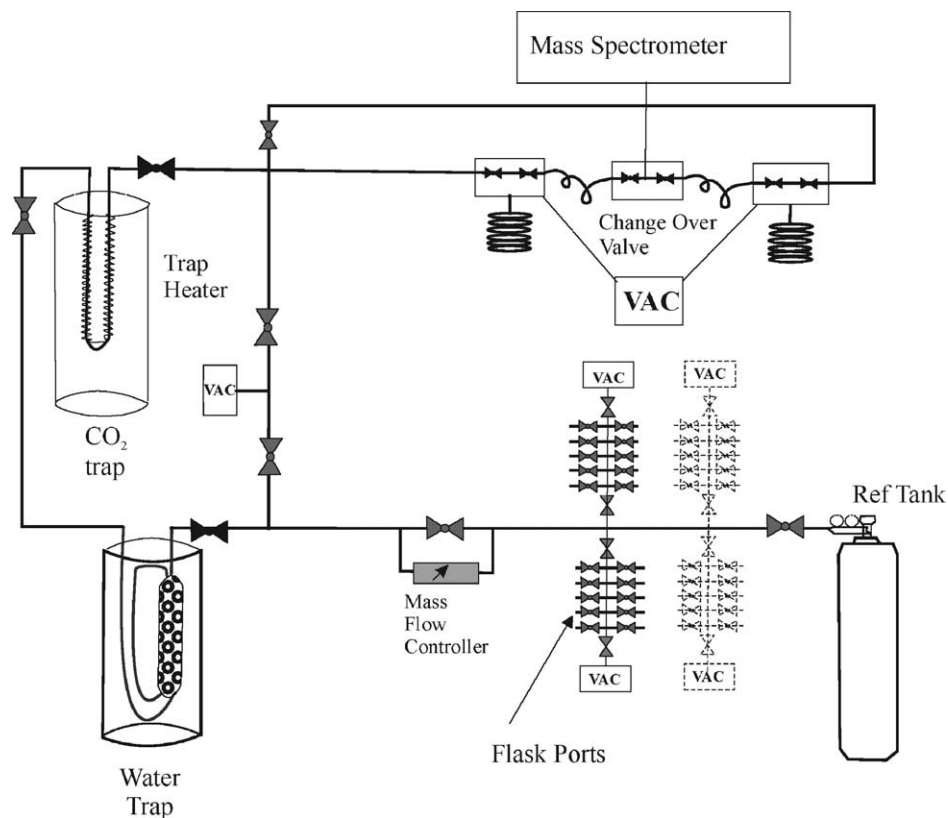 Mass Spectrometer
Change Over
Valve
VAC
Trap
Heater
VAC
CO₂
trap
VAC
VAC
Ref Tank
Mass
Flow
Controller
VAC
VAC
Flask Ports
Water
Trap